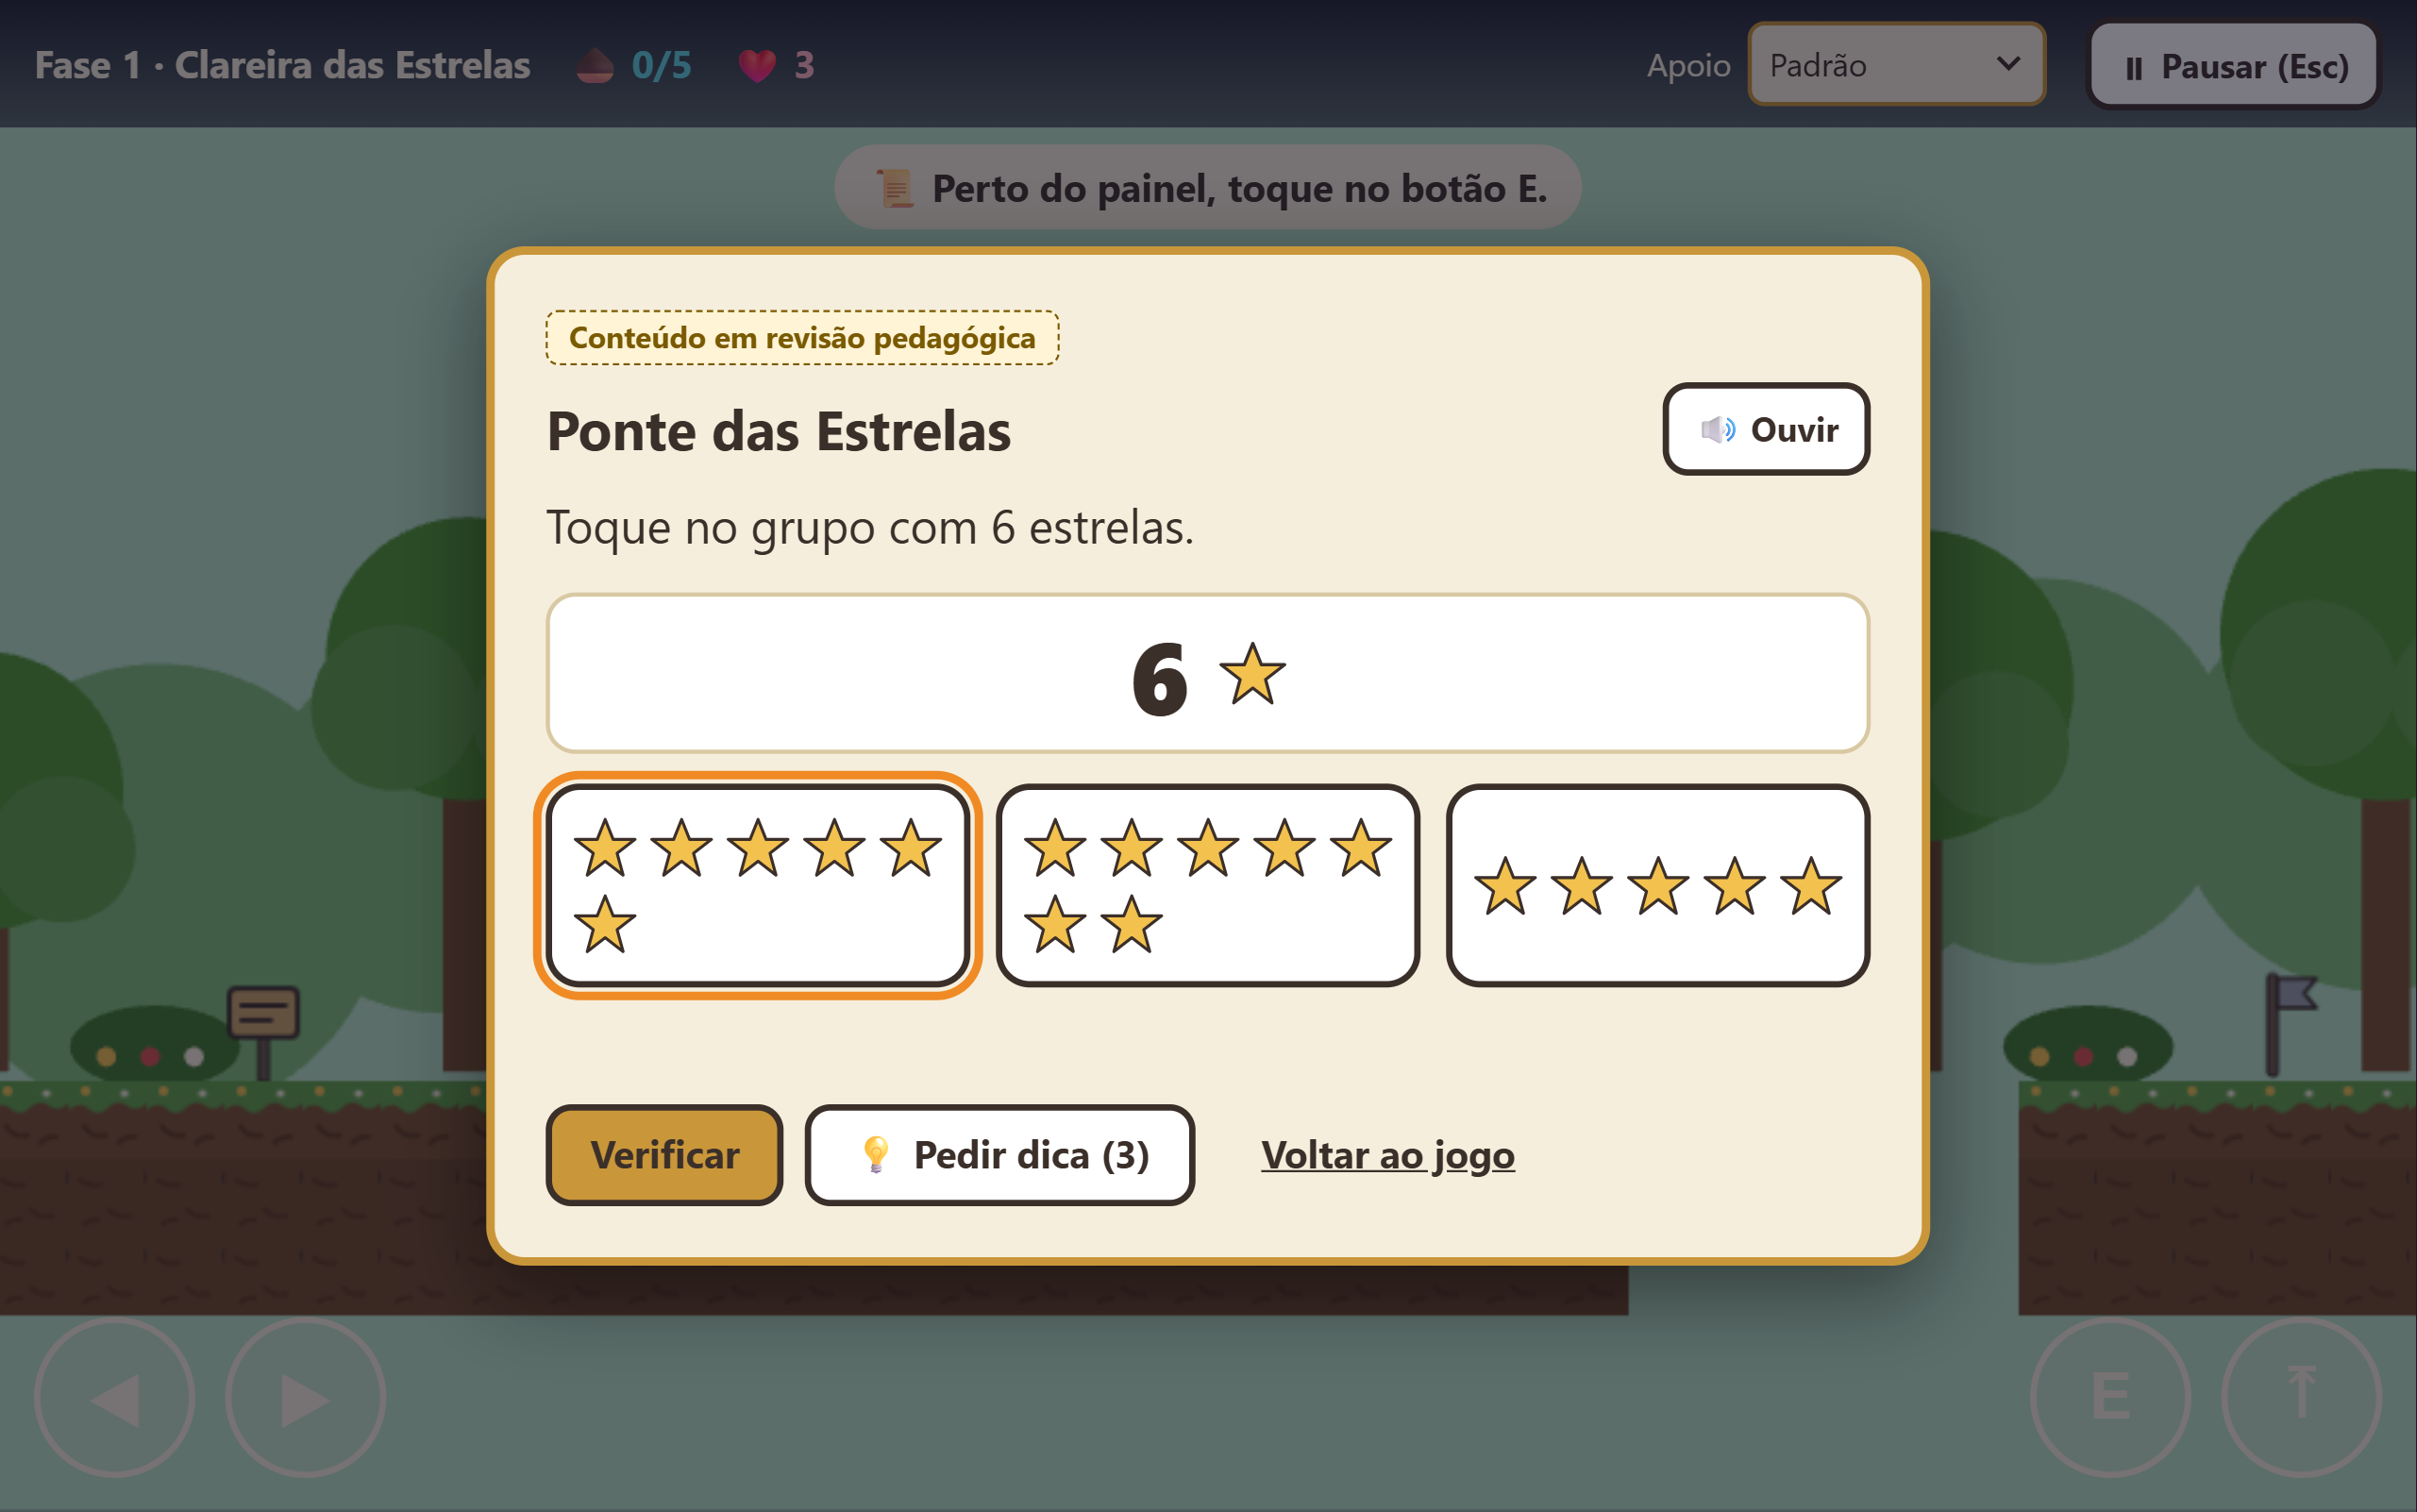 Fase 1 · Clareira das Estrelas
0/5
3
Apoio
Padrão
Pausar (Esc)
Perto do painel, toque no botão E.
Conteúdo em revisão pedagógica
Ponte das Estrelas
Ouvir
Toque no grupo com 6 estrelas.
6
Verificar
Pedir dica (3)
Voltar ao jogo
E